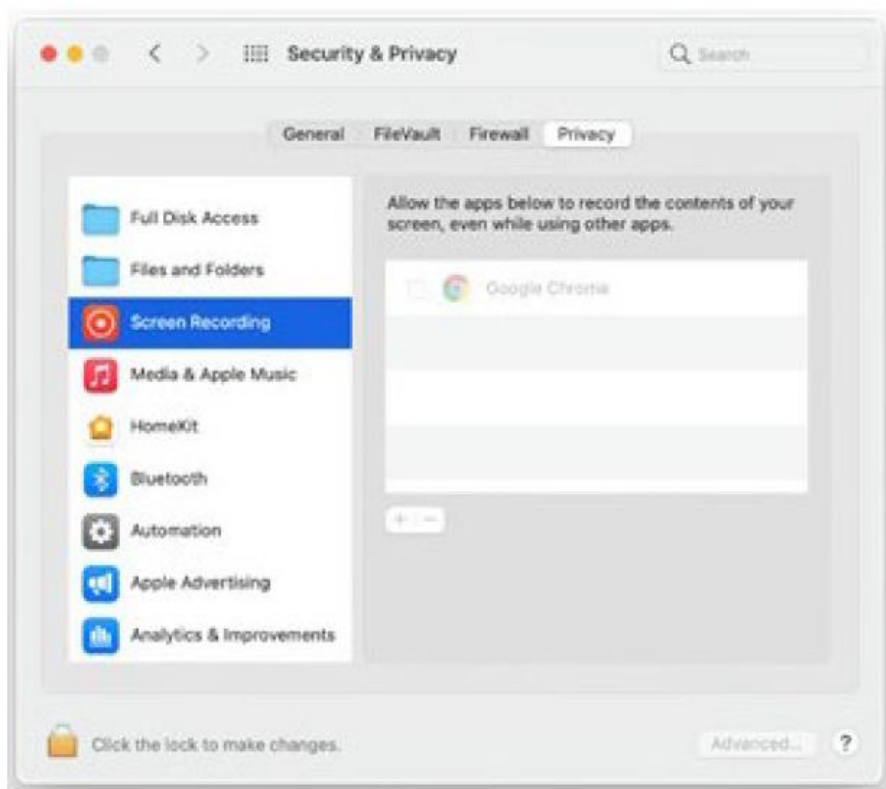 Security & Privacy
Search
General FileVault Firewall Privacy
Full Disk Access
Files and Folders
Screen Recording
Media & Apple Music
HomeKit
Bluetooth
Automation
Apple Advertising
Analytics & Improvements
Allow the apps below to record the contents of your
screen, even while using other apps.
Google Chrome
+ −
Click the lock to make changes.
Advanced...
?